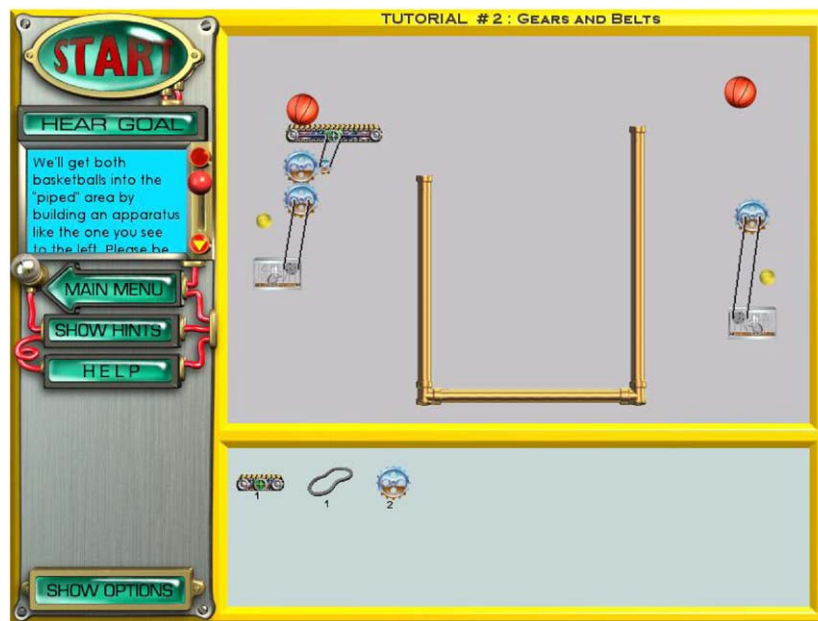 TUTORIAL #2: GEARS AND BELTS
START
HEAR GOAL
We'll get both
basketballs into the
"piped" area by
building an apparatus
like the one you see
to the left. Please be
MAIN MENU
SHOW HINTS
HELP
1
1
2
SHOW OPTIONS